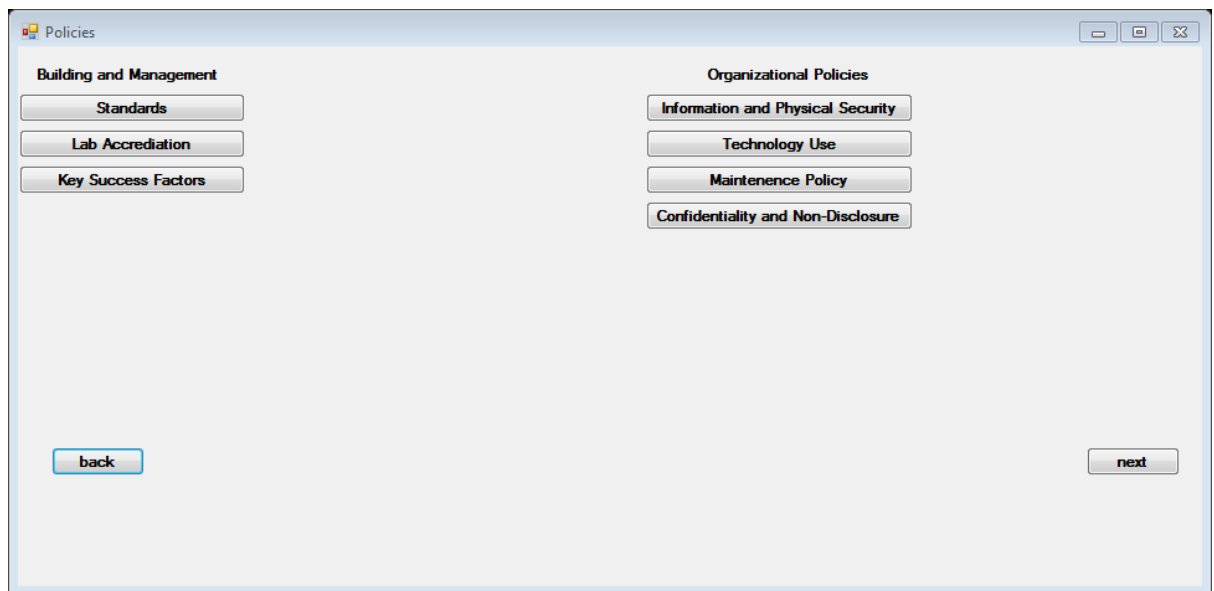 Policies
Building and Management
Standards
Lab Accrediation
Key Success Factors
Organizational Policies
Information and Physical Security
Technology Use
Maintenence Policy
Confidentiality and Non-Disclosure
back
next